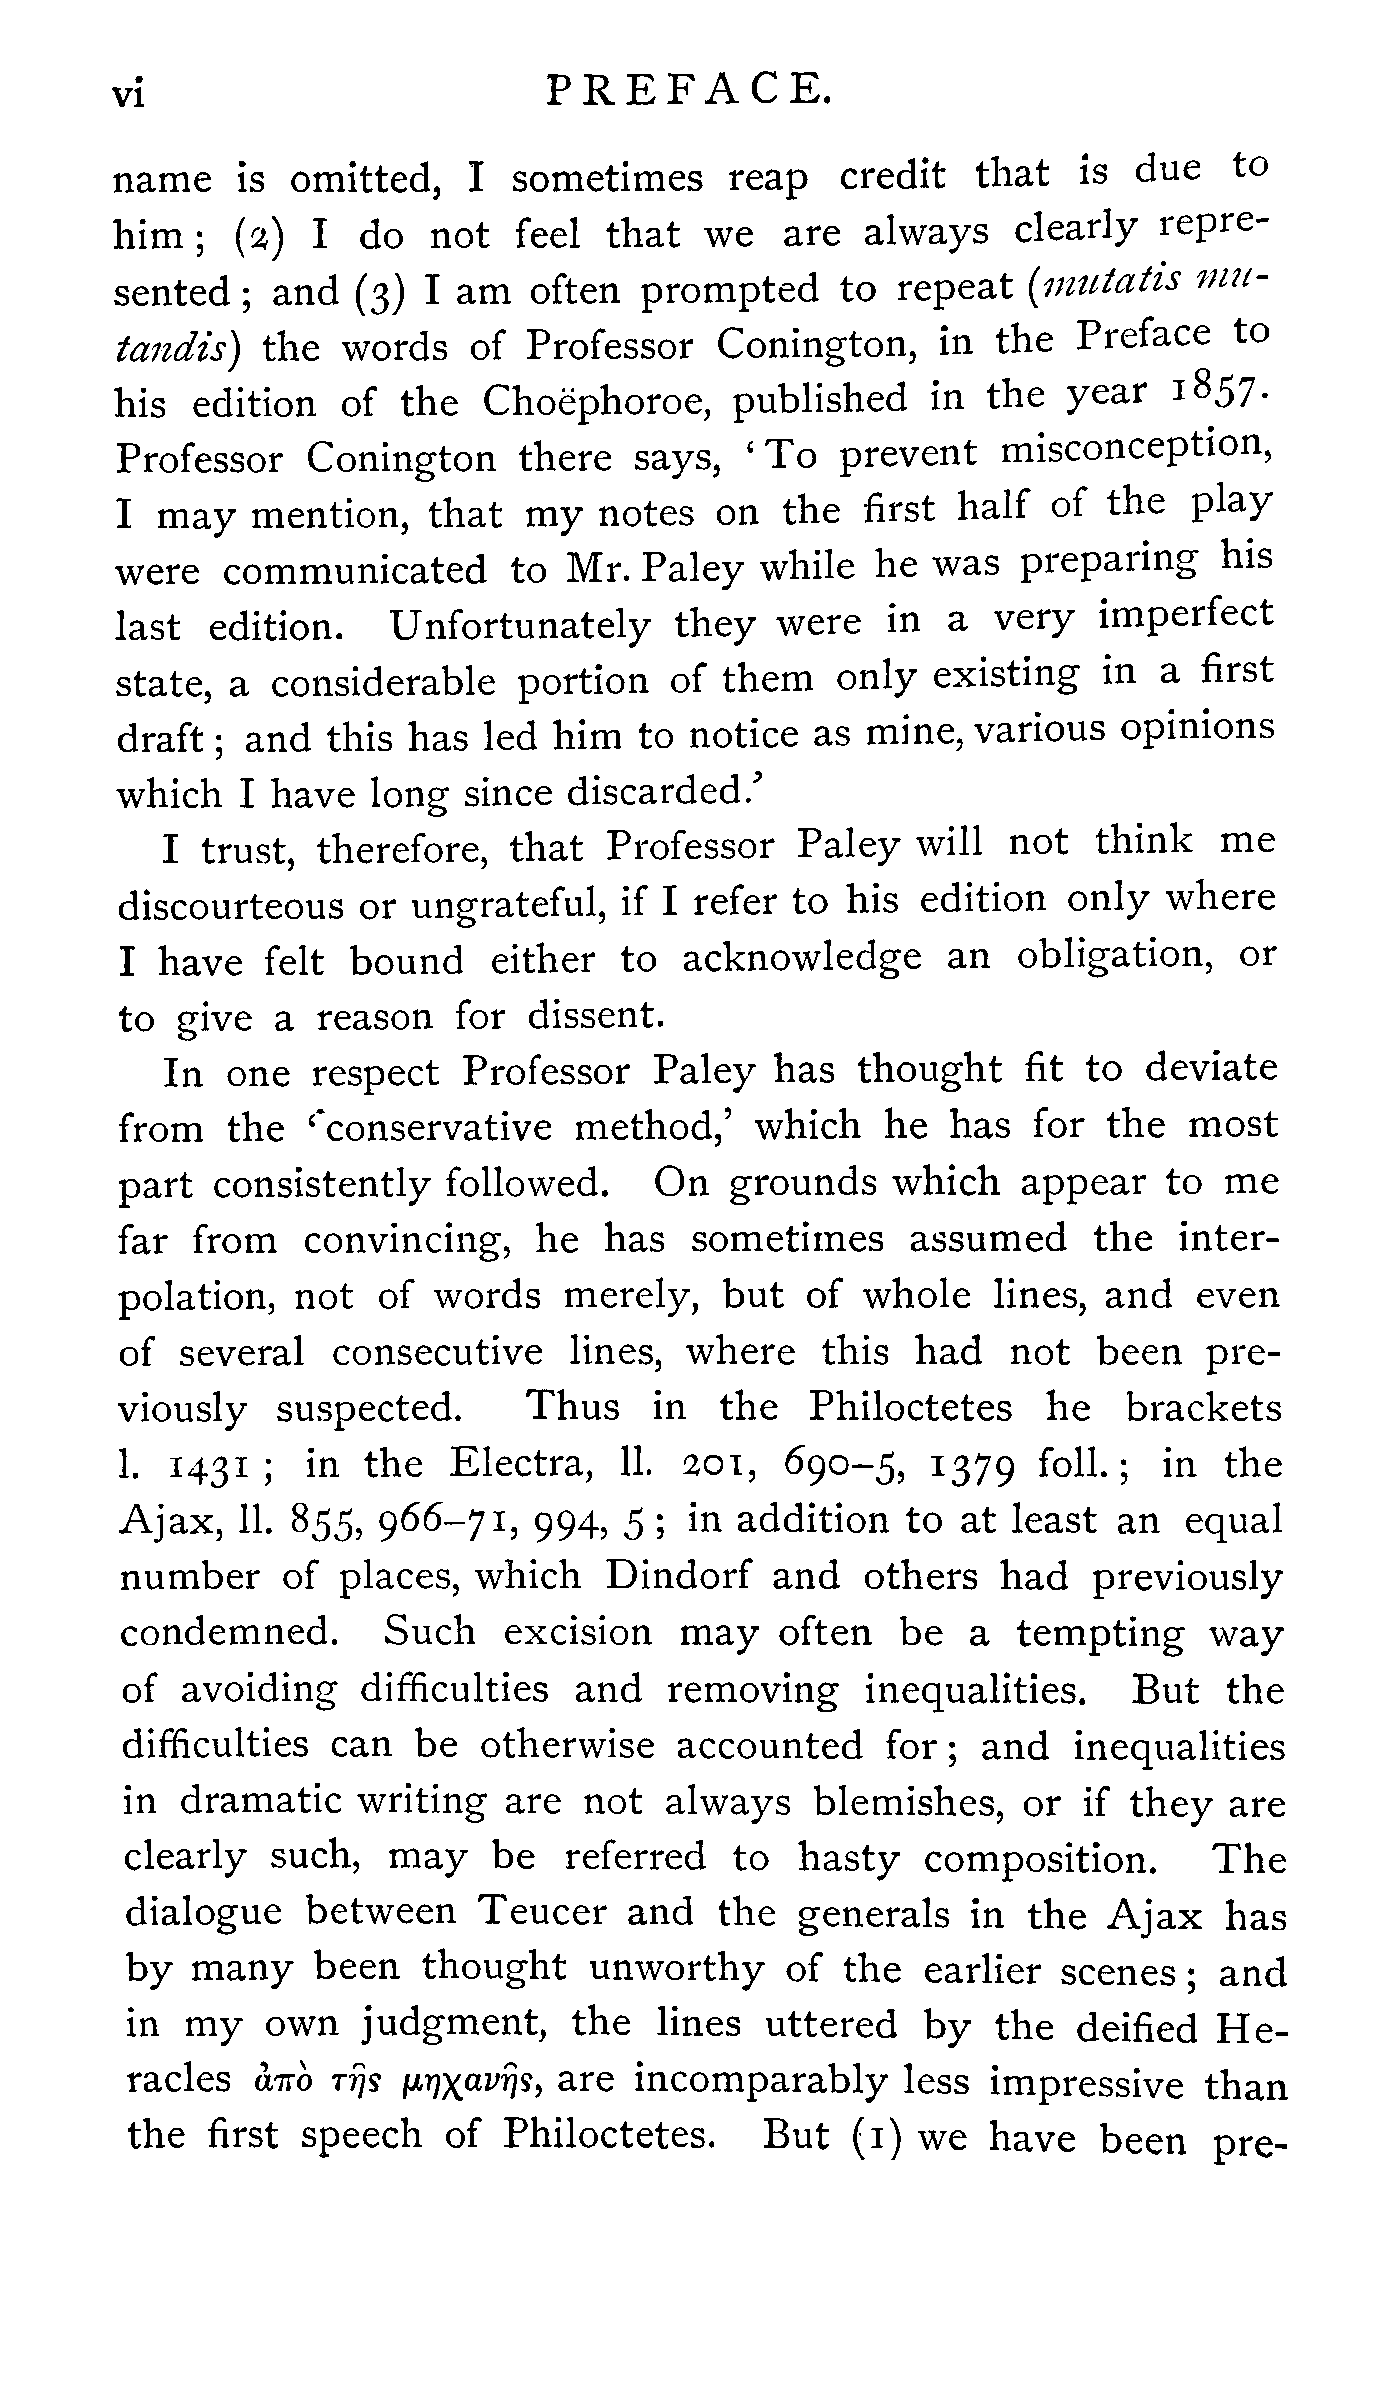 vi PREFACE.
name is omitted, I sometimes reap credit that is due to
him; (2) I do not feel that we are always clearly repre-
sented; and (3) I am often prompted to repeat (mutatis mu-
tandis) the words of Professor Conington, in the Preface to
his edition of the Choëphoroe, published in the year 1857.
Professor Conington there says, ‘To prevent misconception,
I may mention, that my notes on the first half of the play
were communicated to Mr. Paley while he was preparing his
last edition. Unfortunately they were in a very imperfect
state, a considerable portion of them only existing in a first
draft; and this has led him to notice as mine, various opinions
which I have long since discarded.’
I trust, therefore, that Professor Paley will not think me
discourteous or ungrateful, if I refer to his edition only where
I have felt bound either to acknowledge an obligation, or
to give a reason for dissent.
In one respect Professor Paley has thought fit to deviate
from the ‘conservative method,’ which he has for the most
part consistently followed. On grounds which appear to me
far from convincing, he has sometimes assumed the inter-
polation, not of words merely, but of whole lines, and even
of several consecutive lines, where this had not been pre-
viously suspected. Thus in the Philoctetes he brackets
l. 1431; in the Electra, ll. 201, 690–5, 1379 foll.; in the
Ajax, ll. 855, 966–71, 994, 5; in addition to at least an equal
number of places, which Dindorf and others had previously
condemned. Such excision may often be a tempting way
of avoiding difficulties and removing inequalities. But the
difficulties can be otherwise accounted for; and inequalities
in dramatic writing are not always blemishes, or if they are
clearly such, may be referred to hasty composition. The
dialogue between Teucer and the generals in the Ajax has
by many been thought unworthy of the earlier scenes; and
in my own judgment, the lines uttered by the deified He-
racles ἀπὸ τῆς μηχανῆς, are incomparably less impressive than
the first speech of Philoctetes. But (1) we have been pre-